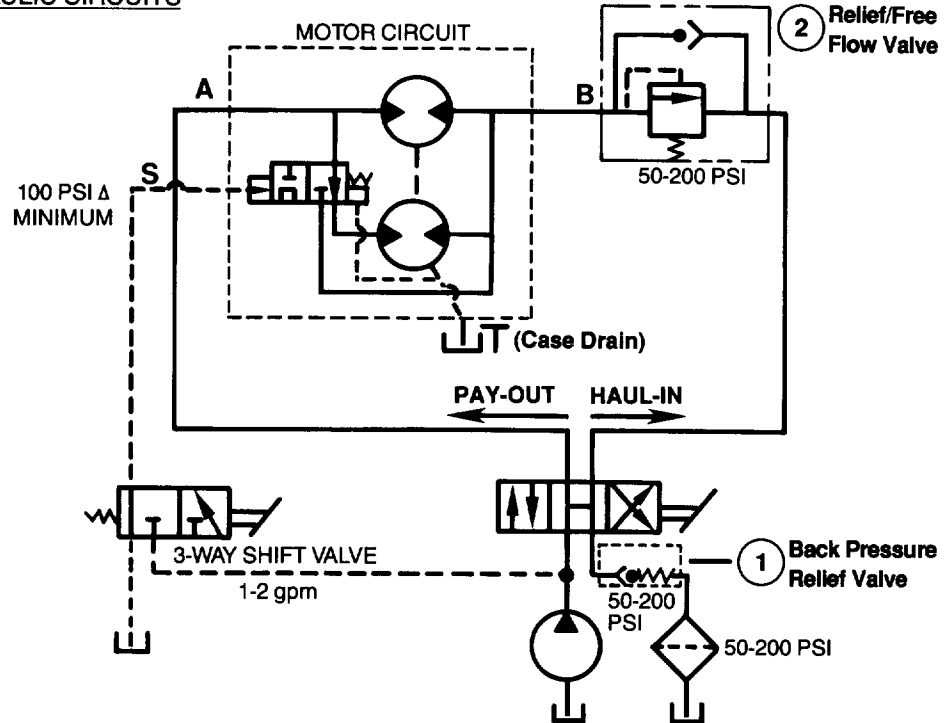 MOTOR CIRCUIT
2
Relief/Free
Flow Valve
A
B
S
50-200 PSI
100 PSI Δ
MINIMUM
T (Case Drain)
PAY-OUT
HAUL-IN
3-WAY SHIFT VALVE
1-2 gpm
1
Back Pressure
Relief Valve
50-200
PSI
50-200 PSI